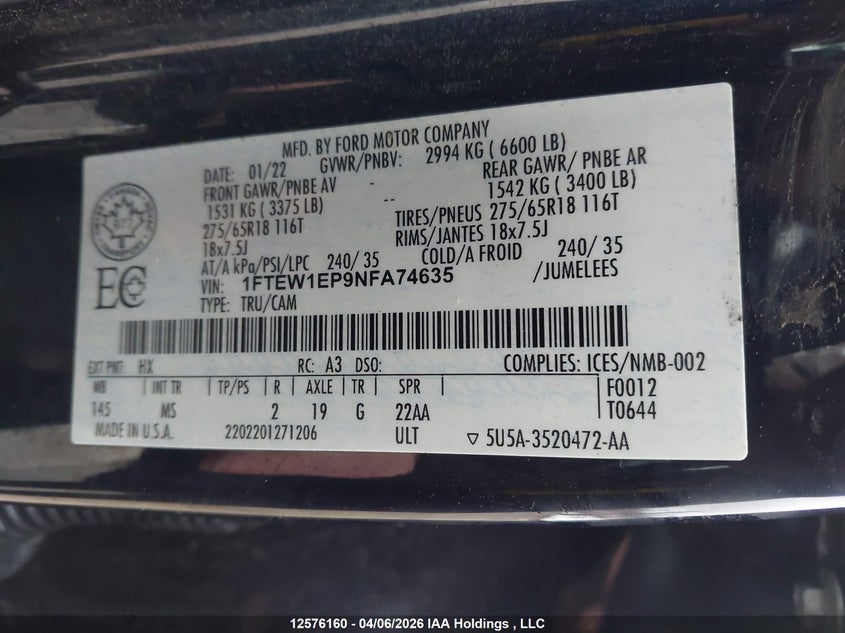 MFD. BY FORD MOTOR COMPANY
DATE: 01/22 GVWR/PNBV: 2994 KG ( 6600 LB)
FRONT GAWR/PNBE AV REAR GAWR/ PNBE AR
1531 KG ( 3375 LB) 1542 KG ( 3400 LB)
275/65R18 116T TIRES/PNEUS 275/65R18 116T
18x7.5J RIMS/JANTES 18x7.5J
AT/A kPa/PSI/LPC 240/ 35 COLD/A FROID 240/ 35
VIN: 1FTEW1EP9NFA74635 /JUMELEES
TYPE: TRU/CAM
EC
EXT PNT: HX RC: A3 DSO: COMPLIES: ICES/NMB-002
WB INT TR TP/PS R AXLE TR SPR F0012
145 MS 2 19 G 22AA T0644
MADE IN U.S.A. 2202201271206 ULT 5U5A-3520472-AA
12576160 - 04/06/2026 IAA Holdings , LLC